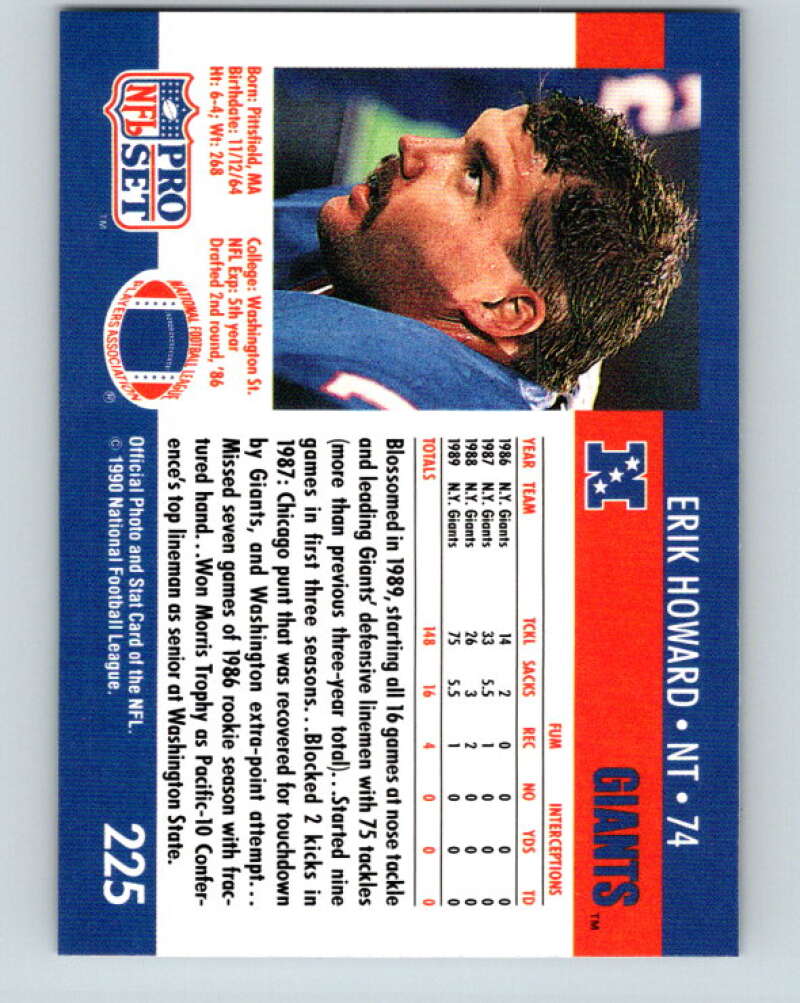 ERIK HOWARD • NT • 74
GIANTS™
N
Born: Pittsfield, MA
Birthdate: 11/12/64
Ht: 6-4; Wt: 268
College: Washington St.
NFL Exp: 5th year
Drafted 2nd round, '86
FUM INTERCEPTIONS
YEAR TEAM TCKL SACKS REC NO YDS TD
1986 N.Y. Giants 14 2 0 0 0 0
1987 N.Y. Giants 33 5.5 1 0 0 0
1988 N.Y. Giants 26 3 2 0 0 0
1989 N.Y. Giants 75 5.5 1 0 0 0
TOTALS 148 16 4 0 0 0
Blossomed in 1989, starting all 16 games at nose tackle
and leading Giants' defensive linemen with 75 tackles
(more than previous three-year total)...Started nine
games in first three seasons...Blocked 2 kicks in
1987: Chicago punt that was recovered for touchdown
by Giants, and Washington extra-point attempt...
Missed seven games of 1986 rookie season with frac-
tured hand...Won Morris Trophy as Pacific-10 Confer-
ence's top lineman as senior at Washington State.
NFL
PRO
SET
™
NATIONAL FOOTBALL LEAGUE
PLAYERS ASSOCIATION
®
Official Photo and Stat Card of the NFL.
© 1990 National Football League.
225